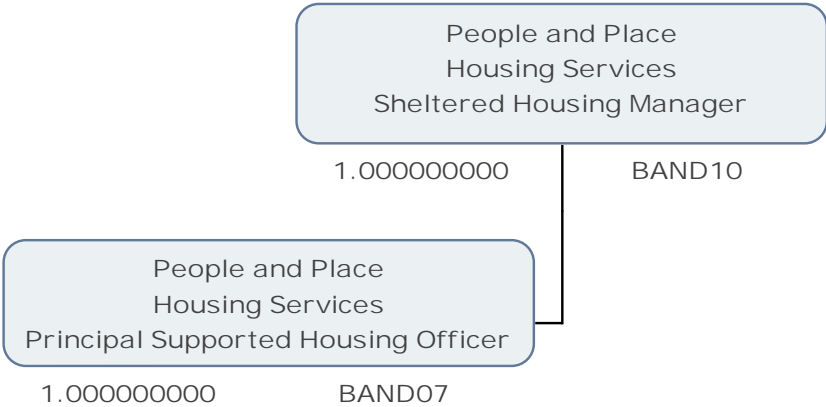 People and Place
Housing Services
Sheltered Housing Manager
1.000000000 BAND10
People and Place
Housing Services
Principal Supported Housing Officer
1.000000000 BAND07